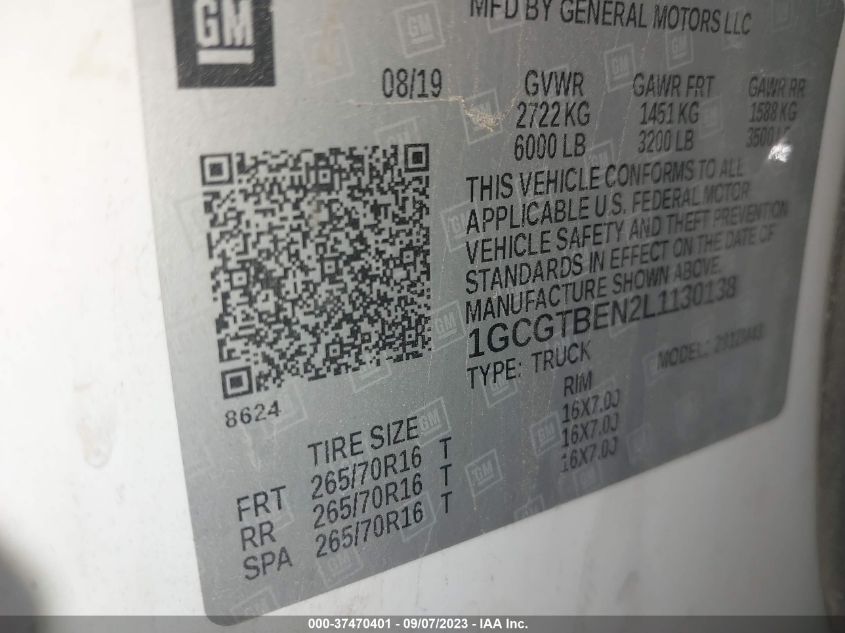 GM
MFD BY GENERAL MOTORS LLC
08/19 GVWR GAWR FRT GAWR RR
2722 KG 1451 KG 1588 KG
6000 LB 3200 LB 3500 LB
THIS VEHICLE CONFORMS TO ALL
APPLICABLE U.S. FEDERAL MOTOR
VEHICLE SAFETY AND THEFT PREVENTION
STANDARDS IN EFFECT ON THE DATE OF
MANUFACTURE SHOWN ABOVE.
1GCGTBEN2L1130138
TYPE: TRUCK MODEL:
8624
TIRE SIZE RIM
FRT 265/70R16 T 16X7.0J
RR 265/70R16 T 16X7.0J
SPA 265/70R16 T 16X7.0J
000-37470401 - 09/07/2023 - IAA Inc.